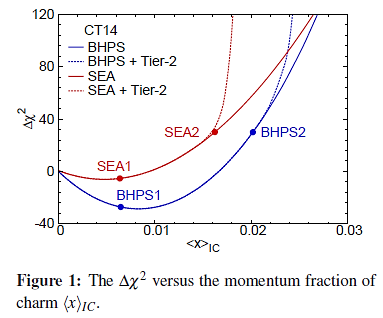 120
80
40
0
-40
Δχ²
CT14
BHPS
BHPS + Tier-2
SEA
SEA + Tier-2
SEA2
BHPS2
SEA1
BHPS1
0 0.01 0.02 0.03
<x>IC
Figure 1: The Δχ² versus the momentum fraction of
charm ⟨x⟩IC.